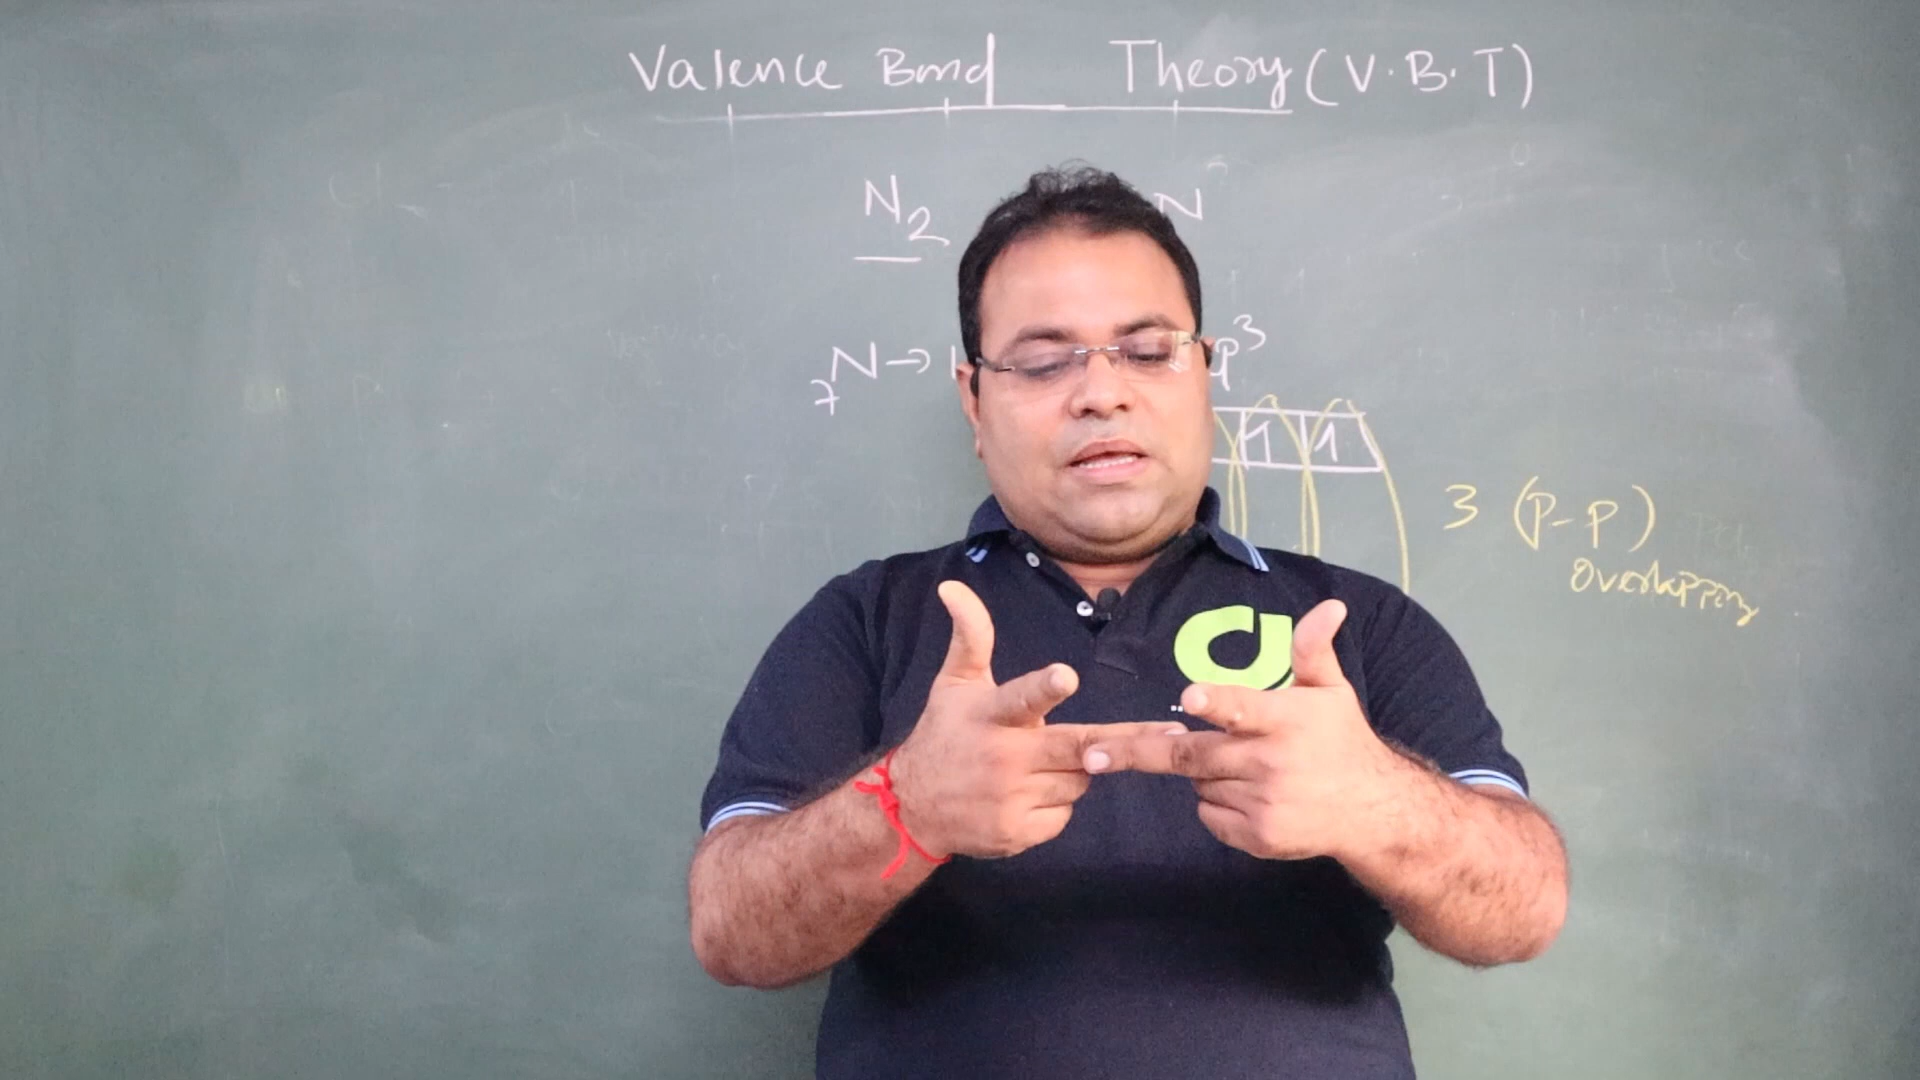 Valence Bond Theory (V.B.T)
N2 N
7N → 1 p3
1 1
3 (P-P)
Overlapping